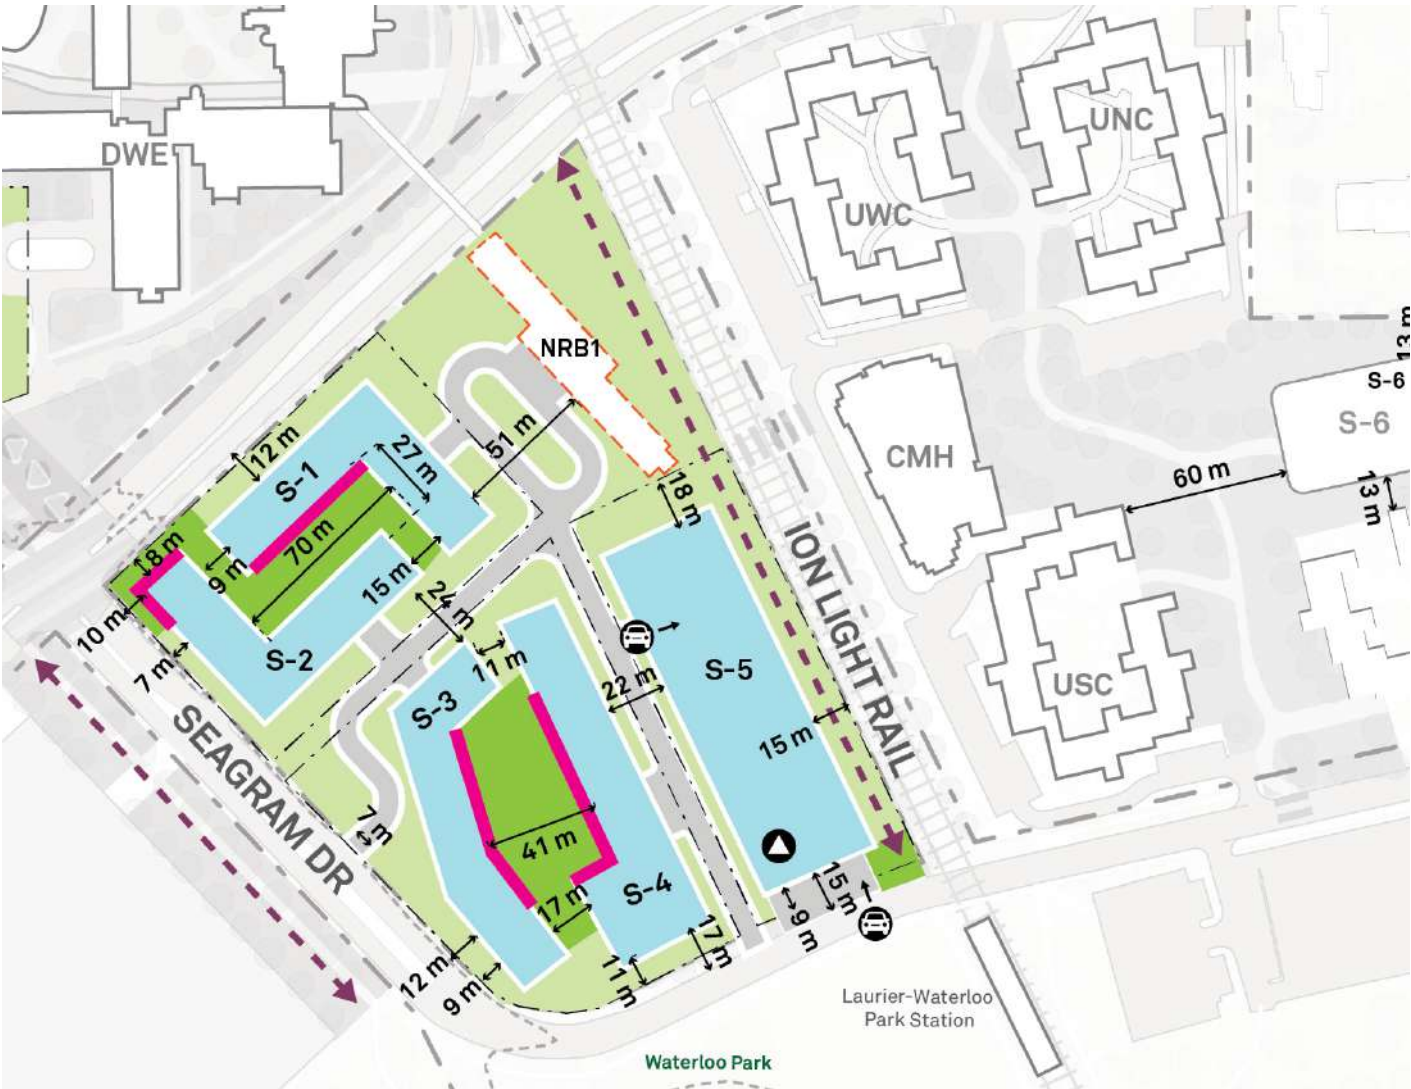 DWE
UNC
UWC
NRB1
13 m
S-6
S-6
CMH
60 m
13 m
12 m
27 m
51 m
18 m
S-1
70 m
8 m
9 m
15 m
24 m
10 m
7 m
S-2
11 m
S-3
22 m
S-5
15 m
ION LIGHT RAIL
USC
SEAGRAM DR
7 m
41 m
S-4
17 m
15 m
9 m
17 m
11 m
12 m
9 m
Laurier-Waterloo
Park Station
Waterloo Park